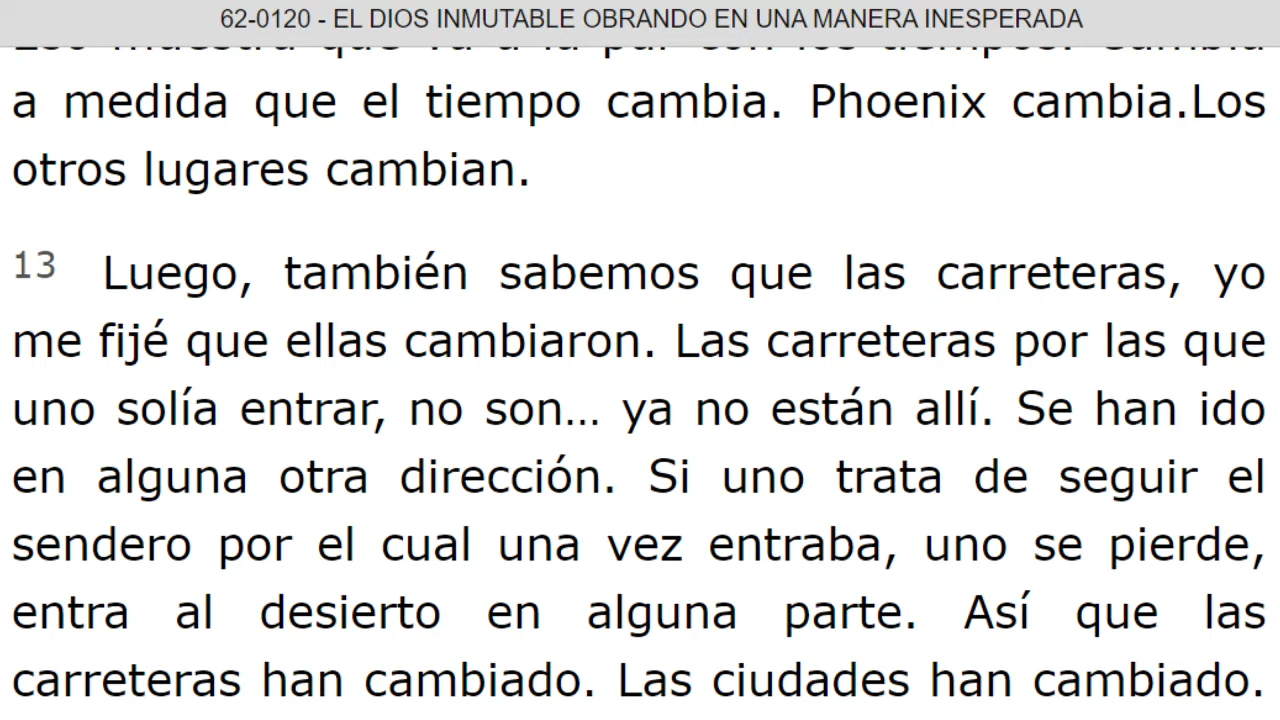 62-0120 - EL DIOS INMUTABLE OBRANDO EN UNA MANERA INESPERADA
a medida que el tiempo cambia. Phoenix cambia.Los
otros lugares cambian.
13 Luego, también sabemos que las carreteras, yo
me fijé que ellas cambiaron. Las carreteras por las que
uno solía entrar, no son… ya no están allí. Se han ido
en alguna otra dirección. Si uno trata de seguir el
sendero por el cual una vez entraba, uno se pierde,
entra al desierto en alguna parte. Así que las
carreteras han cambiado. Las ciudades han cambiado.